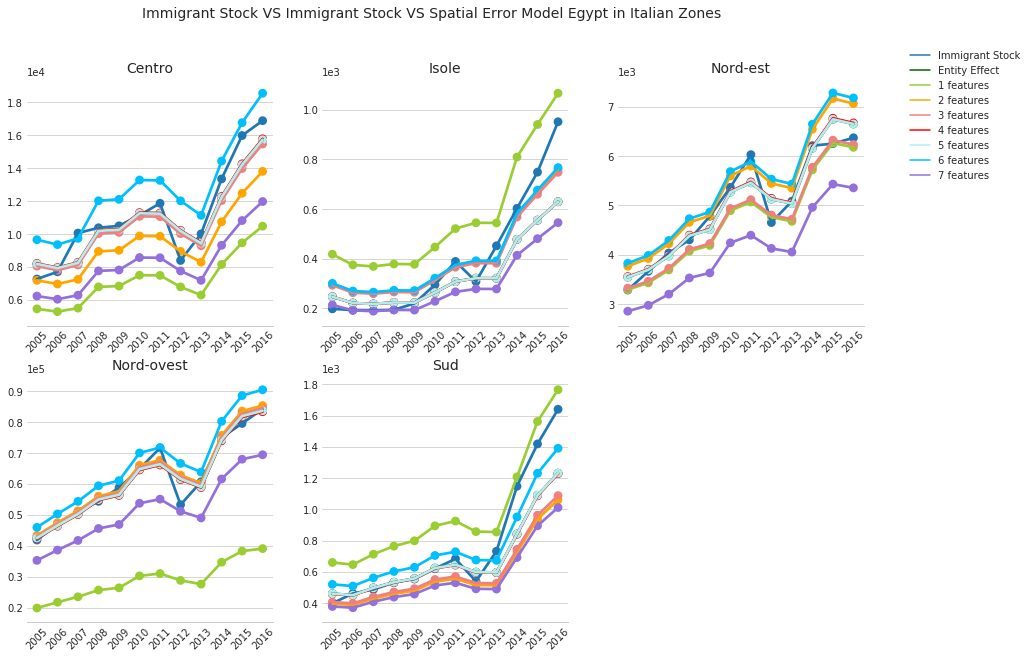 Immigrant Stock VS Immigrant Stock VS Spatial Error Model Egypt in Italian Zones
Centro
1e4
1.8
1.6
1.4
1.2
1.0
0.8
0.6
2005 2006 2007 2008 2009 2010 2011 2012 2013 2014 2015 2016
Isole
1e3
1.0
0.8
0.6
0.4
0.2
2005 2006 2007 2008 2009 2010 2011 2012 2013 2014 2015 2016
Nord-est
1e3
7
6
5
4
3
2005 2006 2007 2008 2009 2010 2011 2012 2013 2014 2015 2016
Immigrant Stock
Entity Effect
1 features
2 features
3 features
4 features
5 features
6 features
7 features
Nord-ovest
1e5
0.9
0.8
0.7
0.6
0.5
0.4
0.3
0.2
2005 2006 2007 2008 2009 2010 2011 2012 2013 2014 2015 2016
Sud
1e3
1.8
1.6
1.4
1.2
1.0
0.8
0.6
0.4
2005 2006 2007 2008 2009 2010 2011 2012 2013 2014 2015 2016